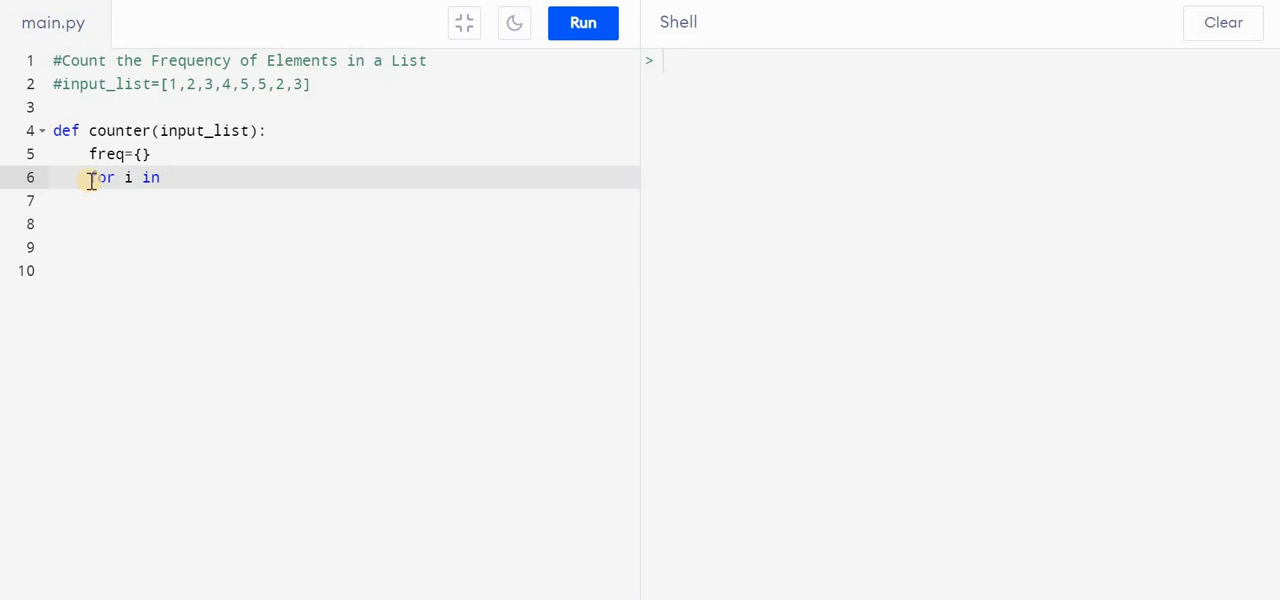 main.py
Run
Shell
Clear
1 #Count the Frequency of Elements in a List
2 #input_list=[1,2,3,4,5,5,2,3]
3
4 def counter(input_list):
5 freq={}
6 for i in
7
8
9
10
>